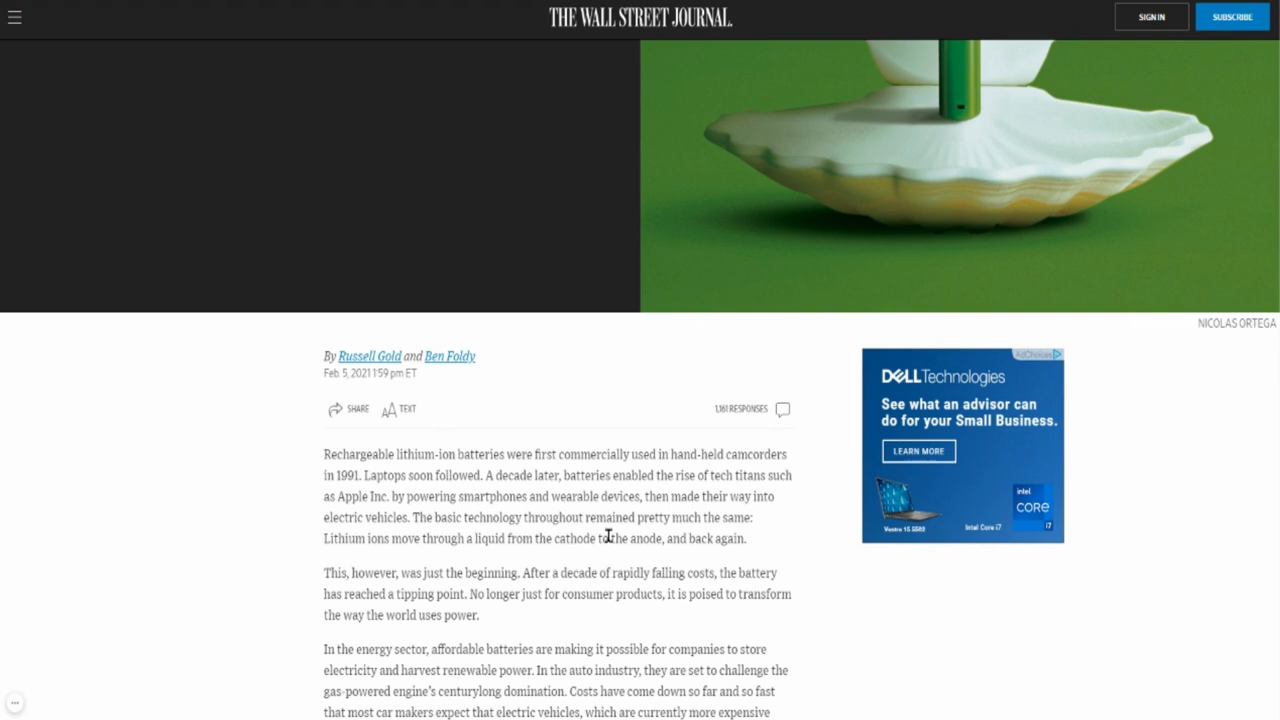 THE WALL STREET JOURNAL.
SIGN IN
SUBSCRIBE
NICOLAS ORTEGA
By Russell Gold and Ben Foldy
Feb. 5, 2021 1:59 pm ET
SHARE
AA TEXT
1,161 RESPONSES
Rechargeable lithium-ion batteries were first commercially used in hand-held camcorders
in 1991. Laptops soon followed. A decade later, batteries enabled the rise of tech titans such
as Apple Inc. by powering smartphones and wearable devices, then made their way into
electric vehicles. The basic technology throughout remained pretty much the same:
Lithium ions move through a liquid from the cathode to the anode, and back again.
This, however, was just the beginning. After a decade of rapidly falling costs, the battery
has reached a tipping point. No longer just for consumer products, it is poised to transform
the way the world uses power.
In the energy sector, affordable batteries are making it possible for companies to store
electricity and harvest renewable power. In the auto industry, they are set to challenge the
gas-powered engine's centurylong domination. Costs have come down so far and so fast
that most car makers expect that electric vehicles, which are currently more expensive
AdChoices
DELL Technologies
See what an advisor can
do for your Small Business.
LEARN MORE
intel
CORE
i7
Vostro 15 5502
Intel Core i7